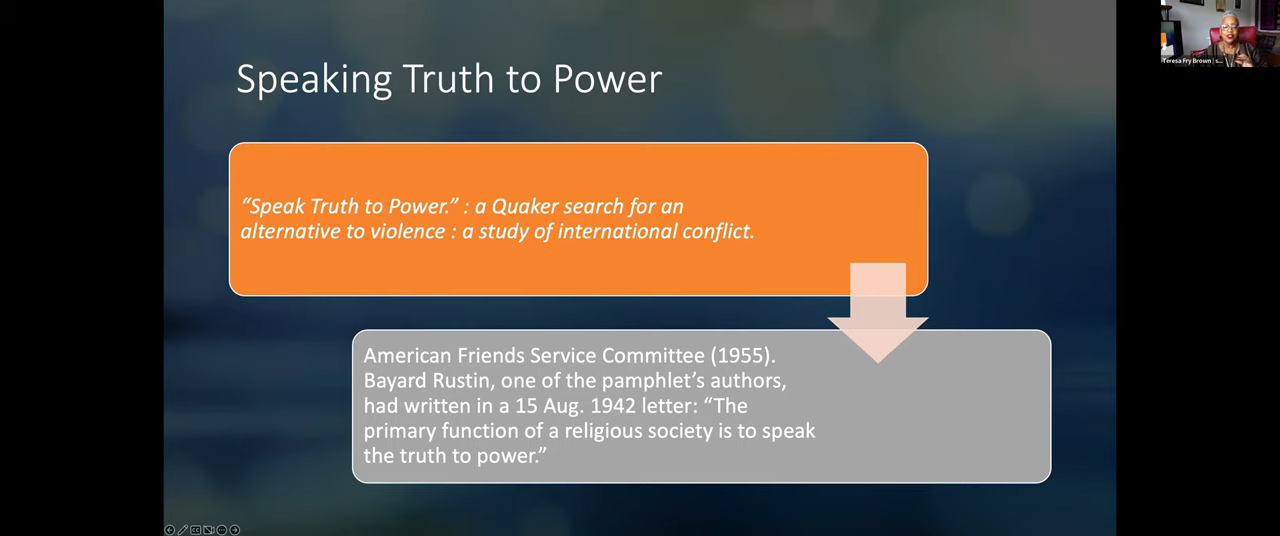 Speaking Truth to Power
Teresa Fry Brown | s...
“Speak Truth to Power.” : a Quaker search for an
alternative to violence : a study of international conflict.
American Friends Service Committee (1955).
Bayard Rustin, one of the pamphlet’s authors,
had written in a 15 Aug. 1942 letter: “The
primary function of a religious society is to speak
the truth to power.”